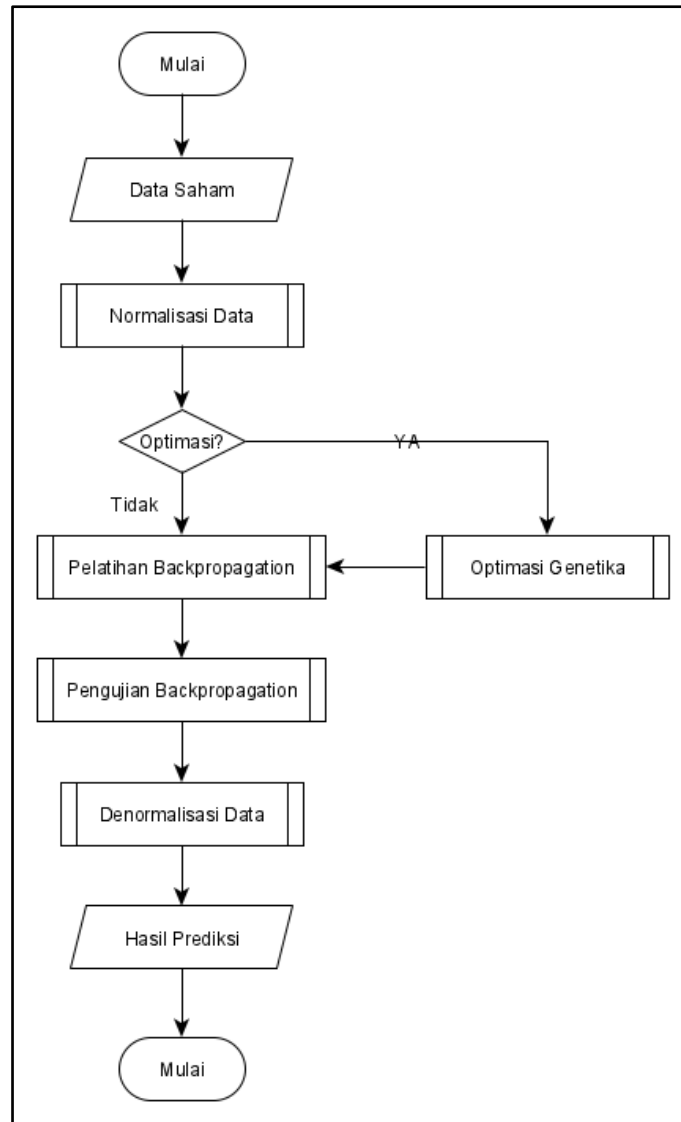 Mulai
Data Saham
Normalisasi Data
Optimasi?
YA
Tidak
Pelatihan Backpropagation
Optimasi Genetika
Pengujian Backpropagation
Denormalisasi Data
Hasil Prediksi
Mulai